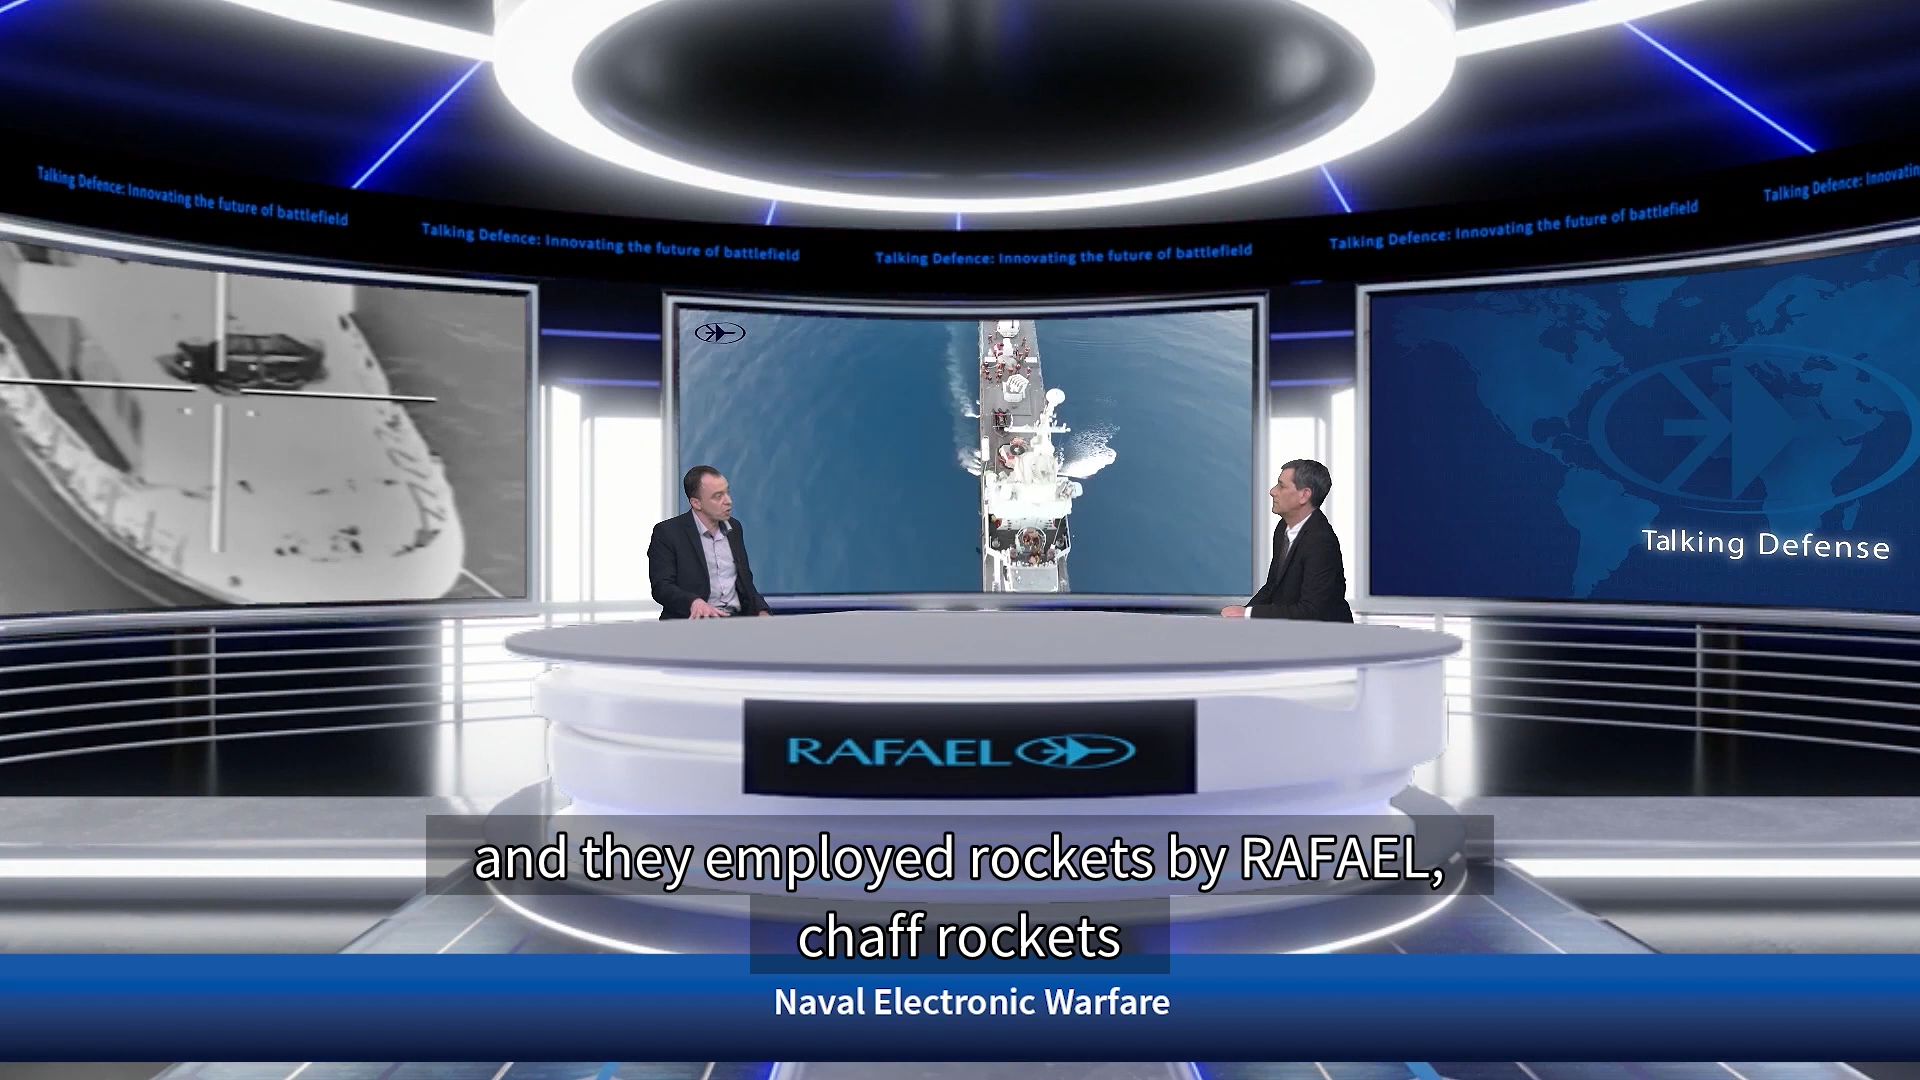 Talking Defence: Innovating the future of battlefield
Talking Defence: Innovating the future of battlefield
Talking Defence: Innovating the future of battlefield
Talking Defence: Innovating the future of battlefield
Talking Defence: Innovatin
Talking Defense
RAFAEL
and they employed rockets by RAFAEL,
chaff rockets
Naval Electronic Warfare